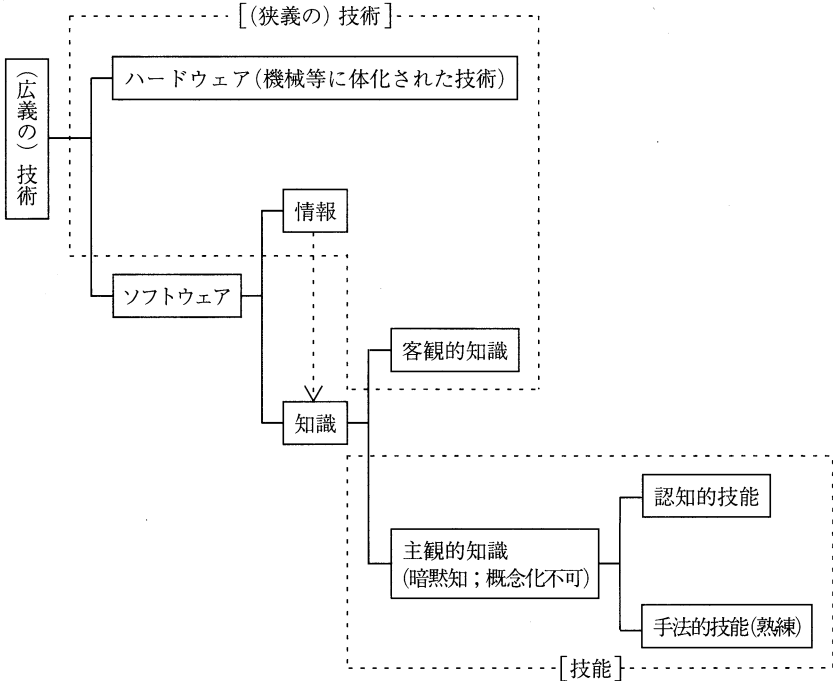 [(狭義の) 技術]
ハードウェア(機械等に体化された技術)
(広義の) 技術
情報
ソフトウェア
客観的知識
知識
認知的技能
主観的知識
(暗黙知；概念化不可)
手法的技能(熟練)
[技能]